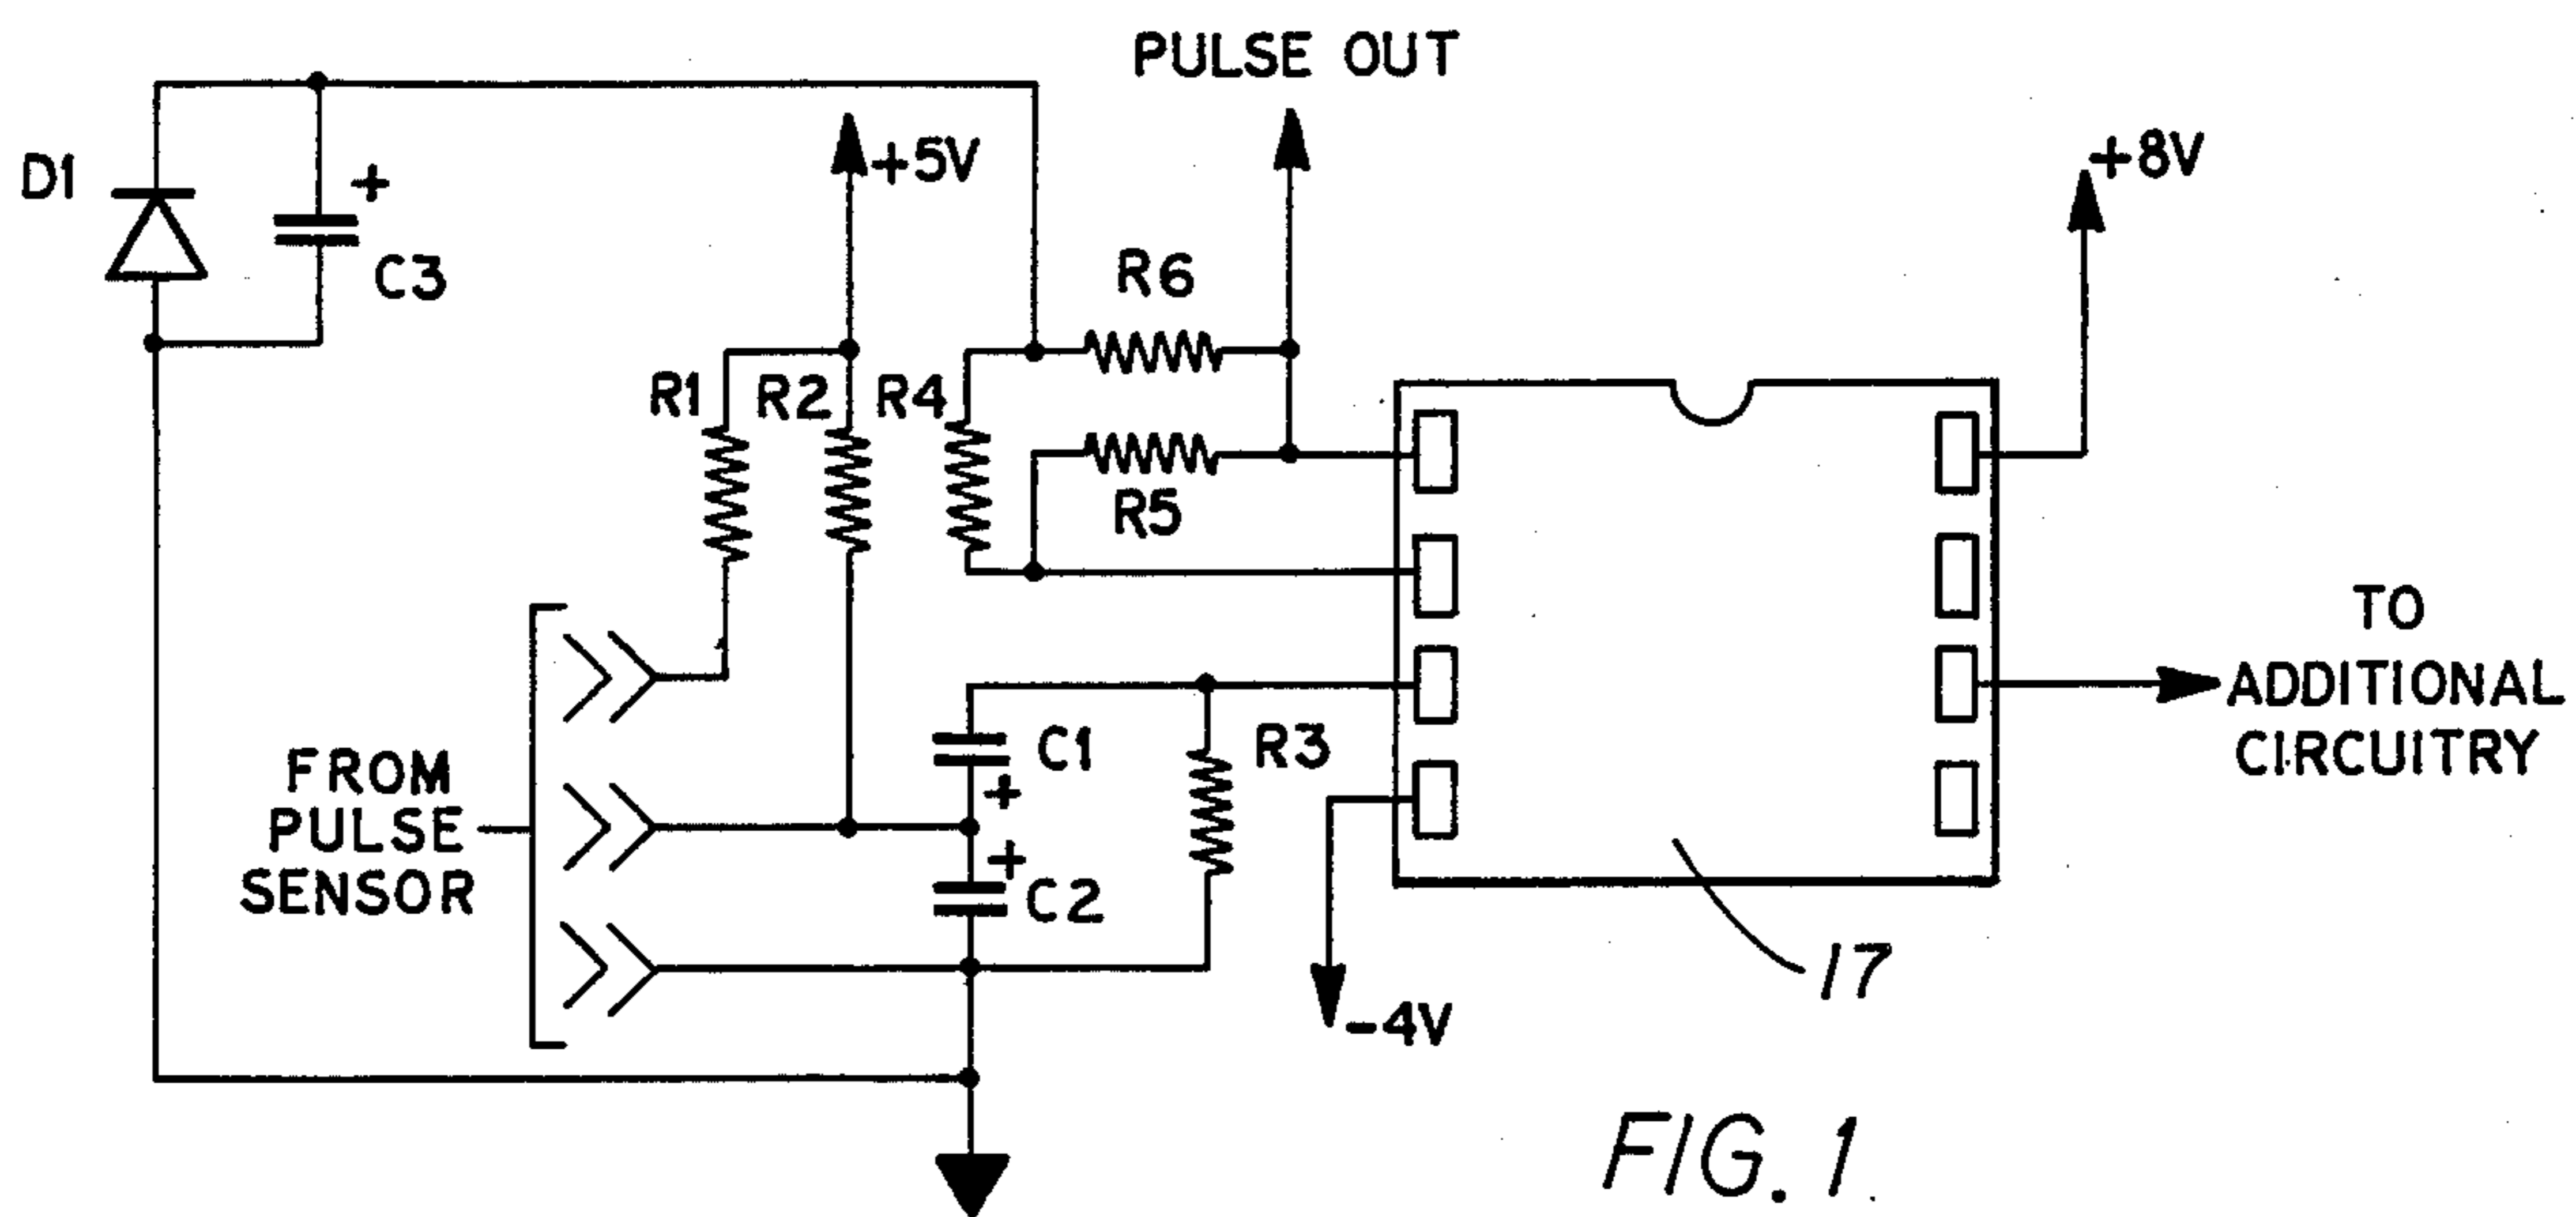 PULSE OUT
D1
+
C3
+5V
+8V
R6
R1
R2
R4
R5
TO
ADDITIONAL
CIRCUITRY
FROM
PULSE
SENSOR
C1
+
R3
+
C2
-4V
17
FIG. 1